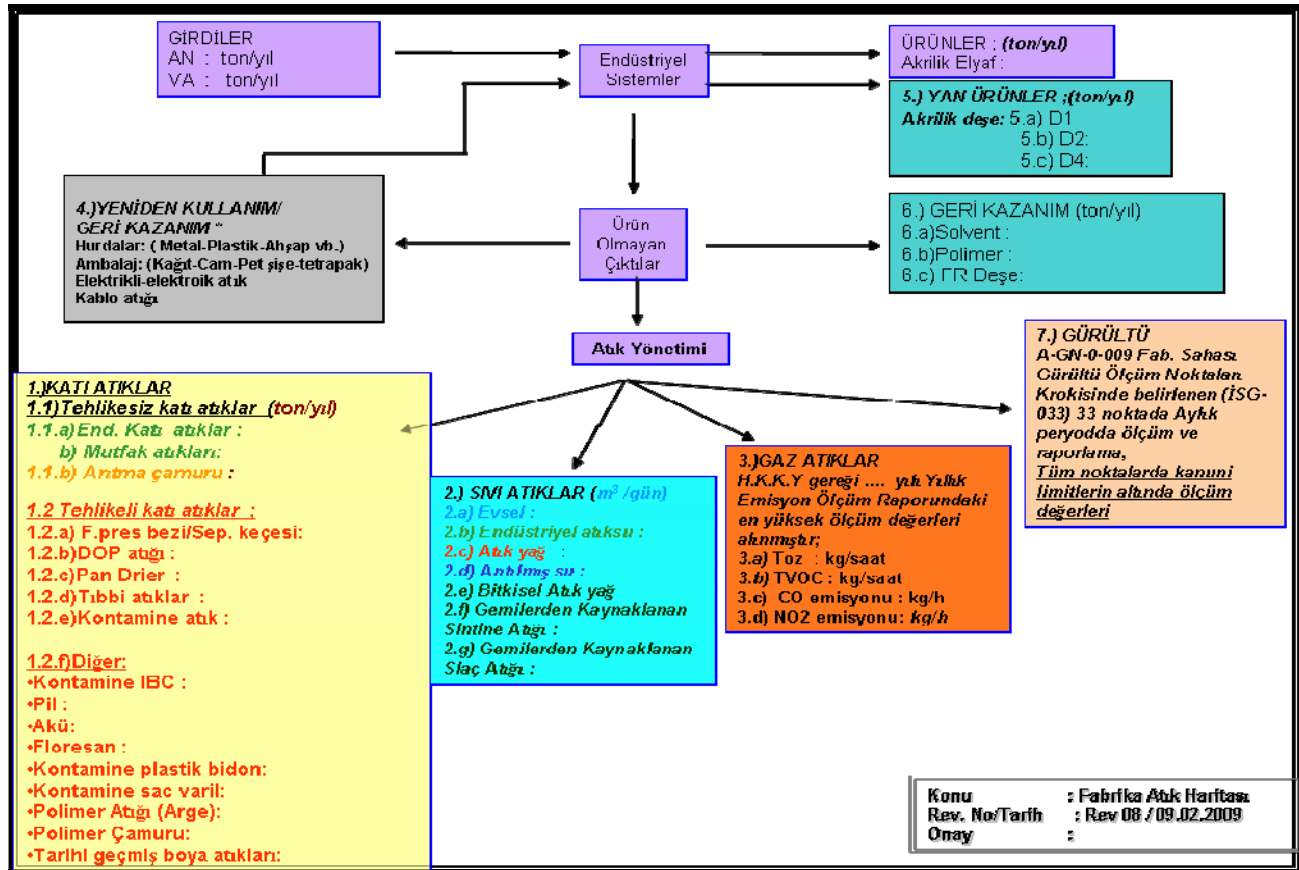 GİRDİLER
AN : ton/yıl
VA : ton/yıl
Endüstriyel
Sistemler
ÜRÜNLER ; (ton/yıl)
Akrilik Elyaf :
5.) YAN ÜRÜNLER ;(ton/yıl)
Akrilik deşe: 5.a) D1
5.b) D2:
5.c) D4:
4.)YENİDEN KULLANIM/
GERİ KAZANIM "
Hurdalar: ( Metal-Plastik-Ahşap vb.)
Ambalaj: (Kağıt-Cam-Pet şişe-tetrapak)
Elektrikli-elektroik atık
Kablo atığı
Ürün
Olmayan
Çıktılar
6.) GERİ KAZANIM (ton/yıl)
6.a)Solvent :
6.b)Polimer :
6.c) FR Deşe:
Atık Yönetimi
7.) GÜRÜLTÜ
A-GN-0-009 Fab. Sahası
Gürültü Ölçüm Noktaları
Krokisinde belirlenen (İSG-
033) 33 noktada Aylık
peryodda ölçüm ve
raporlama,
Tüm noktalarda kanuni
limitlerin altında ölçüm
değerleri
1.)KATI ATIKLAR
1.1)Tehlikesiz katı atıklar (ton/yıl)
1.1.a)End. Katı atıklar :
b) Mutfak atıkları:
1.1.b) Arıtma çamuru :
1.2 Tehlikeli katı atıklar ;
1.2.a) F.pres bezi/Sep. keçesi:
1.2.b)DOP atığı :
1.2.c)Pan Drier :
1.2.d)Tıbbi atıklar :
1.2.e)Kontamine atık :
1.2.f)Diğer:
•Kontamine IBC :
•Pil :
•Akü:
•Floresan :
•Kontamine plastik bidon:
•Kontamine sac varil:
•Polimer Atığı (Arge):
•Polimer Çamuru:
•Tarihi geçmiş boya atıkları:
2.) SIVI ATIKLAR (m³ /gün)
2.a) Evsel :
2.b) Endüstriyel atıksu :
2.c) Atık yağ :
2.d) Arıtılmış su :
2.e) Bitkisel Atık yağ
2.f) Gemilerden Kaynaklanan
Sintine Atığı :
2.g) Gemilerden Kaynaklanan
Slaç Atığı :
3.)GAZ ATIKLAR
H.K.K.Y gereği .... yılı Yıllık
Emisyon Ölçüm Raporundaki
en yüksek ölçüm değerleri
alınmıştır;
3.a) Toz : kg/saat
3.b) TVOC : kg/saat
3.c) CO emisyonu : kg/h
3.d) NO2 emisyonu: kg/h
Konu : Fabrika Atık Haritası
Rev. No/Tarih : Rev 08 / 09.02.2009
Onay :